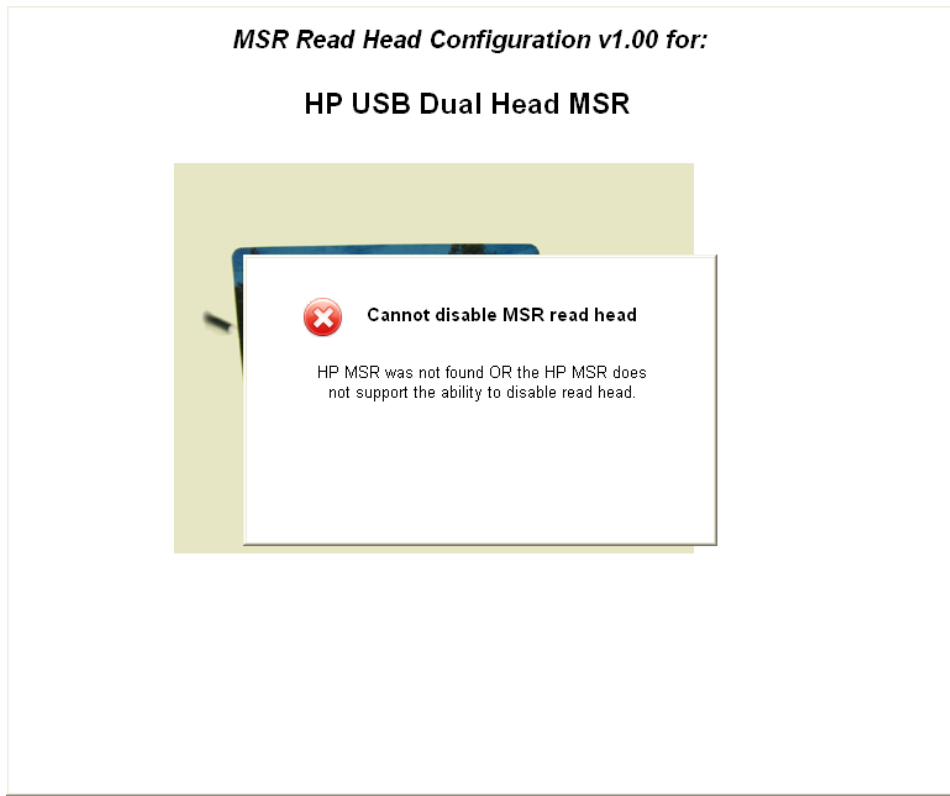 MSR Read Head Configuration v1.00 for:
HP USB Dual Head MSR
Cannot disable MSR read head
HP MSR was not found OR the HP MSR does
not support the ability to disable read head.